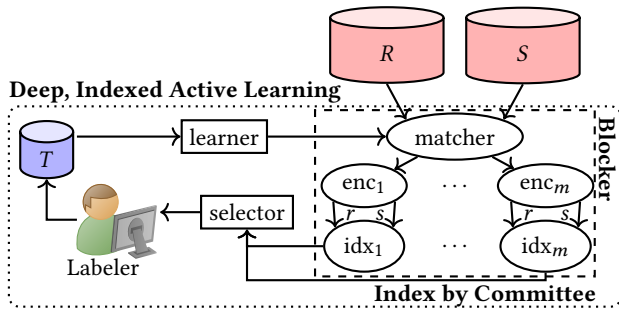 R
S
Deep, Indexed Active Learning
Blocker
T
learner
matcher
enc₁
...
encₘ
r
s
r
s
selector
idx₁
...
idxₘ
Labeler
Index by Committee